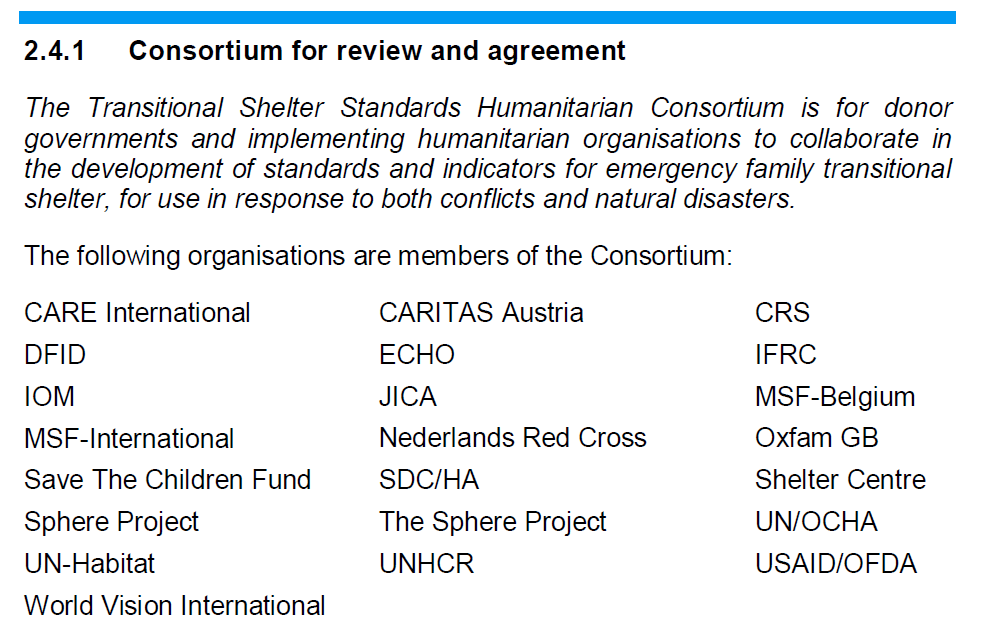 2.4.1 Consortium for review and agreement
The Transitional Shelter Standards Humanitarian Consortium is for donor
governments and implementing humanitarian organisations to collaborate in
the development of standards and indicators for emergency family transitional
shelter, for use in response to both conflicts and natural disasters.
The following organisations are members of the Consortium:
CARE International CARITAS Austria CRS
DFID ECHO IFRC
IOM JICA MSF-Belgium
MSF-International Nederlands Red Cross Oxfam GB
Save The Children Fund SDC/HA Shelter Centre
Sphere Project The Sphere Project UN/OCHA
UN-Habitat UNHCR USAID/OFDA
World Vision International